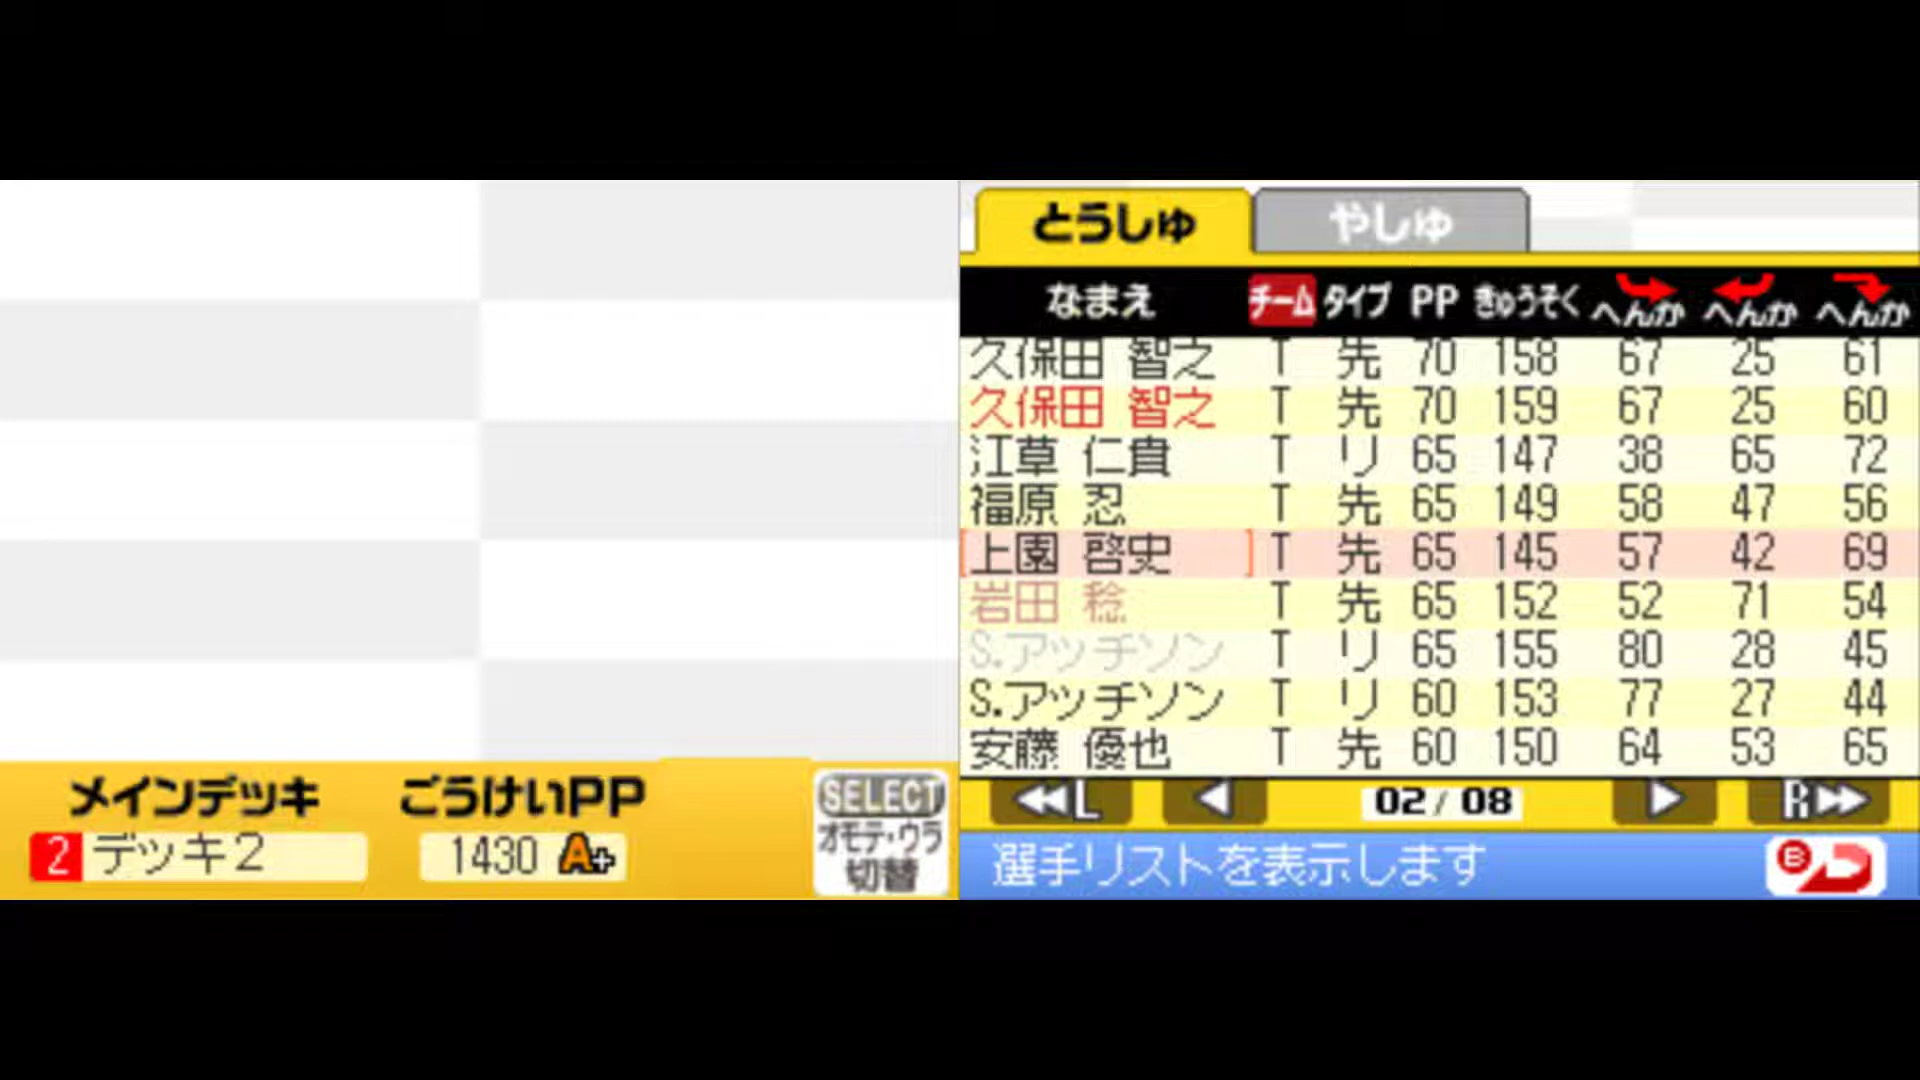 メインデッキ ごうけいPP
2 デッキ2 1430 A+
SELECT
オモテ・ウラ
切替
とうしゅ やしゅ
なまえ チーム タイプ PP きゅうそく へんか へんか へんか
久保田 智之 T 先 70 158 67 25 61
久保田 智之 T 先 70 159 67 25 60
江草 仁貴 T リ 65 147 38 65 72
福原 忍 T 先 65 149 58 47 56
[上園 啓史] T 先 65 145 57 42 69
岩田 稔 T 先 65 152 52 71 54
S.アッチソン T リ 65 155 80 28 45
S.アッチソン T リ 60 153 77 27 44
安藤 優也 T 先 60 150 64 53 65
L 02/08 R
選手リストを表示します B